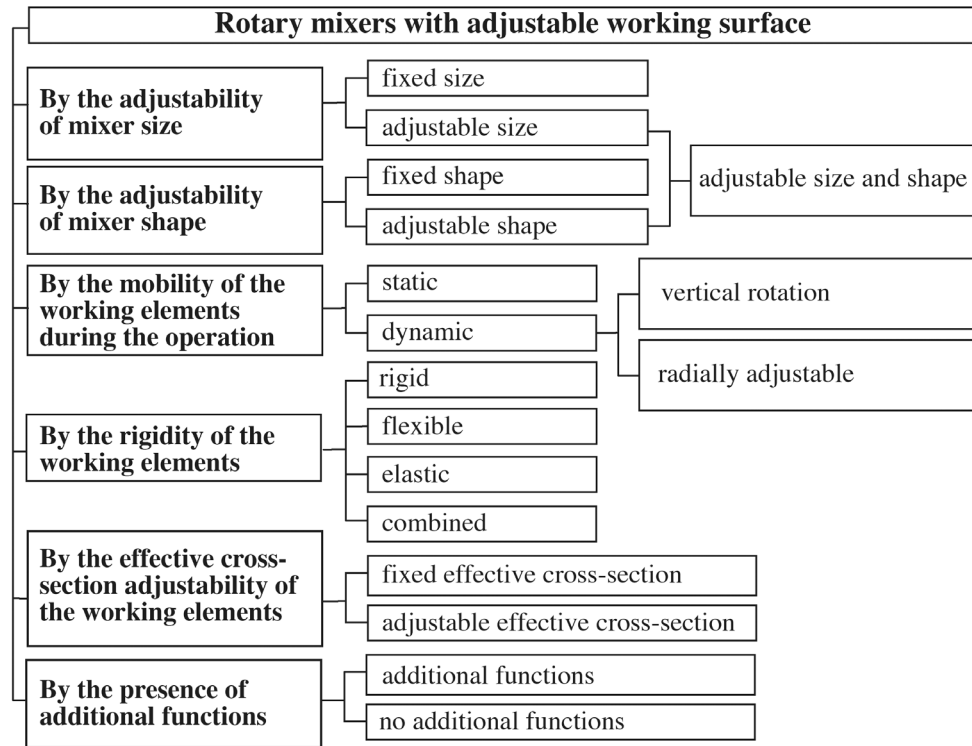 Rotary mixers with adjustable working surface
By the adjustability
of mixer size
fixed size
adjustable size
By the adjustability
of mixer shape
fixed shape
adjustable shape
adjustable size and shape
By the mobility of the
working elements
during the operation
static
dynamic
vertical rotation
radially adjustable
By the rigidity of the
working elements
rigid
flexible
elastic
combined
By the effective cross-
section adjustability of
the working elements
fixed effective cross-section
adjustable effective cross-section
By the presence of
additional functions
additional functions
no additional functions